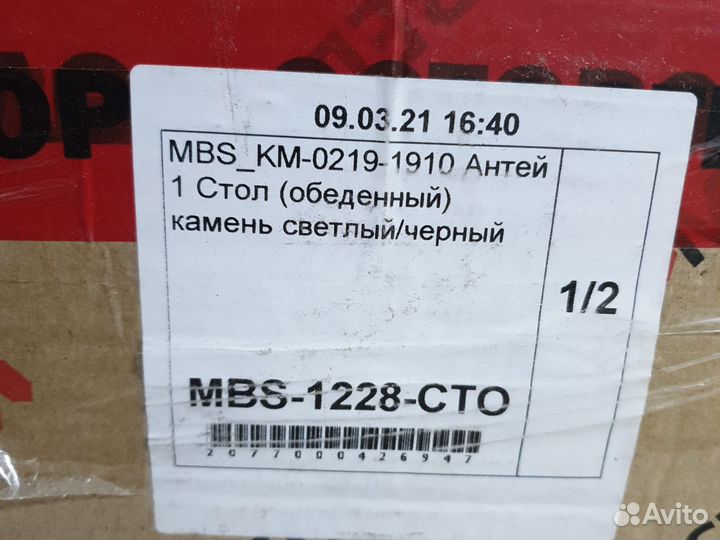 09.03.21 16:40
MBS_KM-0219-1910 Антей
1 Стол (обеденный)
камень светлый/черный
1/2
MBS-1228-СТО
2077000426947
Avito